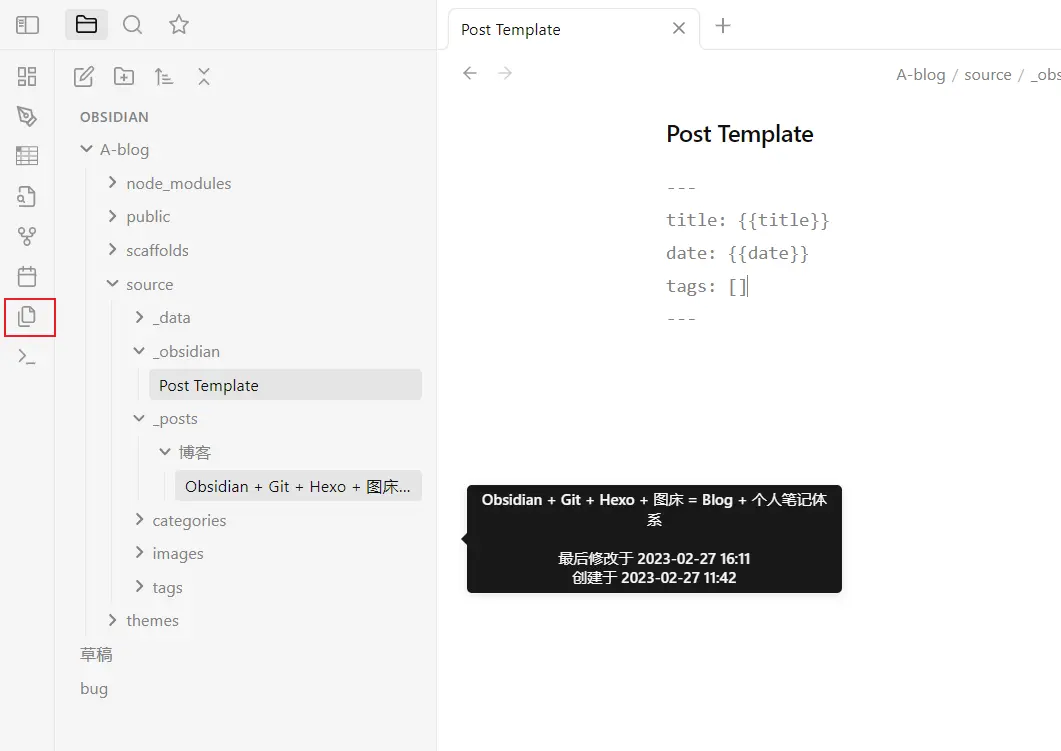 Post Template
A-blog / source / _obs
OBSIDIAN
A-blog
node_modules
public
scaffolds
source
_data
_obsidian
Post Template
_posts
博客
Obsidian + Git + Hexo + 图床...
categories
images
tags
themes
草稿
bug
Post Template
---
title: {{title}}
date: {{date}}
tags: []
---
Obsidian + Git + Hexo + 图床 = Blog + 个人笔记体
系
最后修改于 2023-02-27 16:11
创建于 2023-02-27 11:42